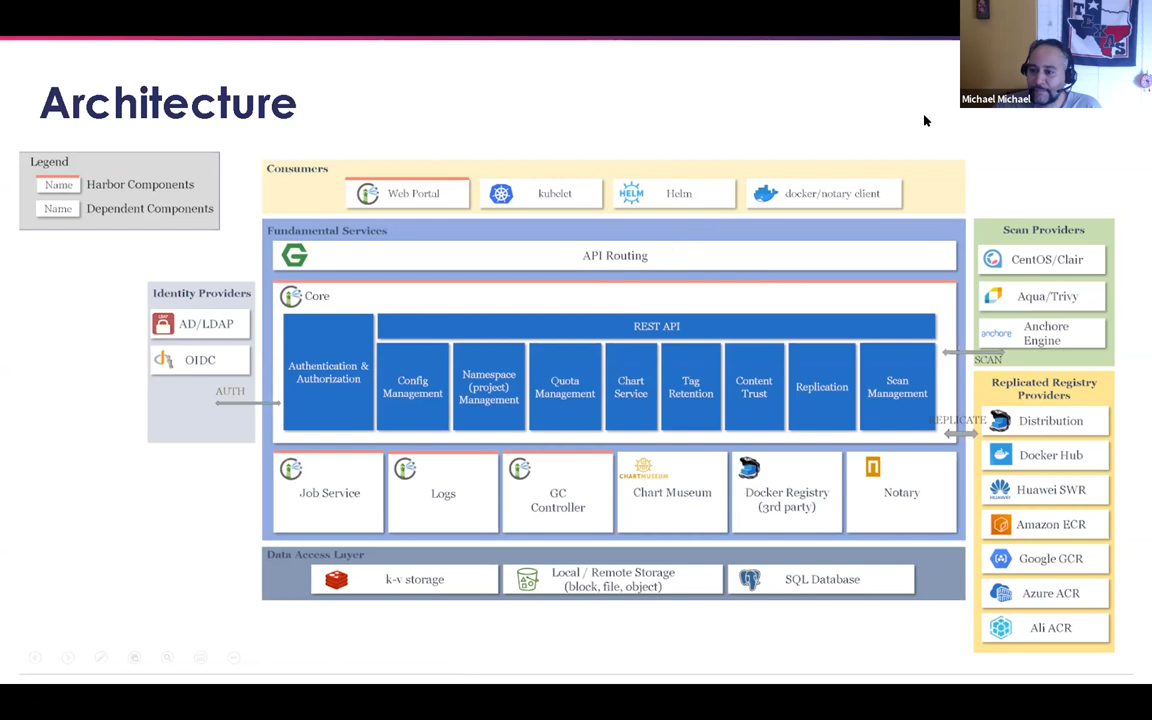 Michael Michael
TEXAS
Architecture
Legend
Name Harbor Components
Name Dependent Components
Consumers
Web Portal
kubelet
HELM Helm
docker/notary client
Fundamental Services
API Routing
Core
Authentication &
Authorization
REST API
Config
Management
Namespace
(project)
Management
Quota
Management
Chart
Service
Tag
Retention
Content
Trust
Replication
Scan
Management
Job Service
Logs
GC
Controller
CHARTMUSEUM
Chart Museum
Docker Registry
(3rd party)
Notary
Data Access Layer
k-v storage
Local / Remote Storage
(block, file, object)
SQL Database
Identity Providers
AD/LDAP
OIDC
AUTH
Scan Providers
CentOS/Clair
Aqua/Trivy
anchore Anchore
Engine
SCAN
Replicated Registry
Providers
REPLICATE
Distribution
Docker Hub
HUAWEI Huawei SWR
Amazon ECR
Google GCR
Azure ACR
Ali ACR